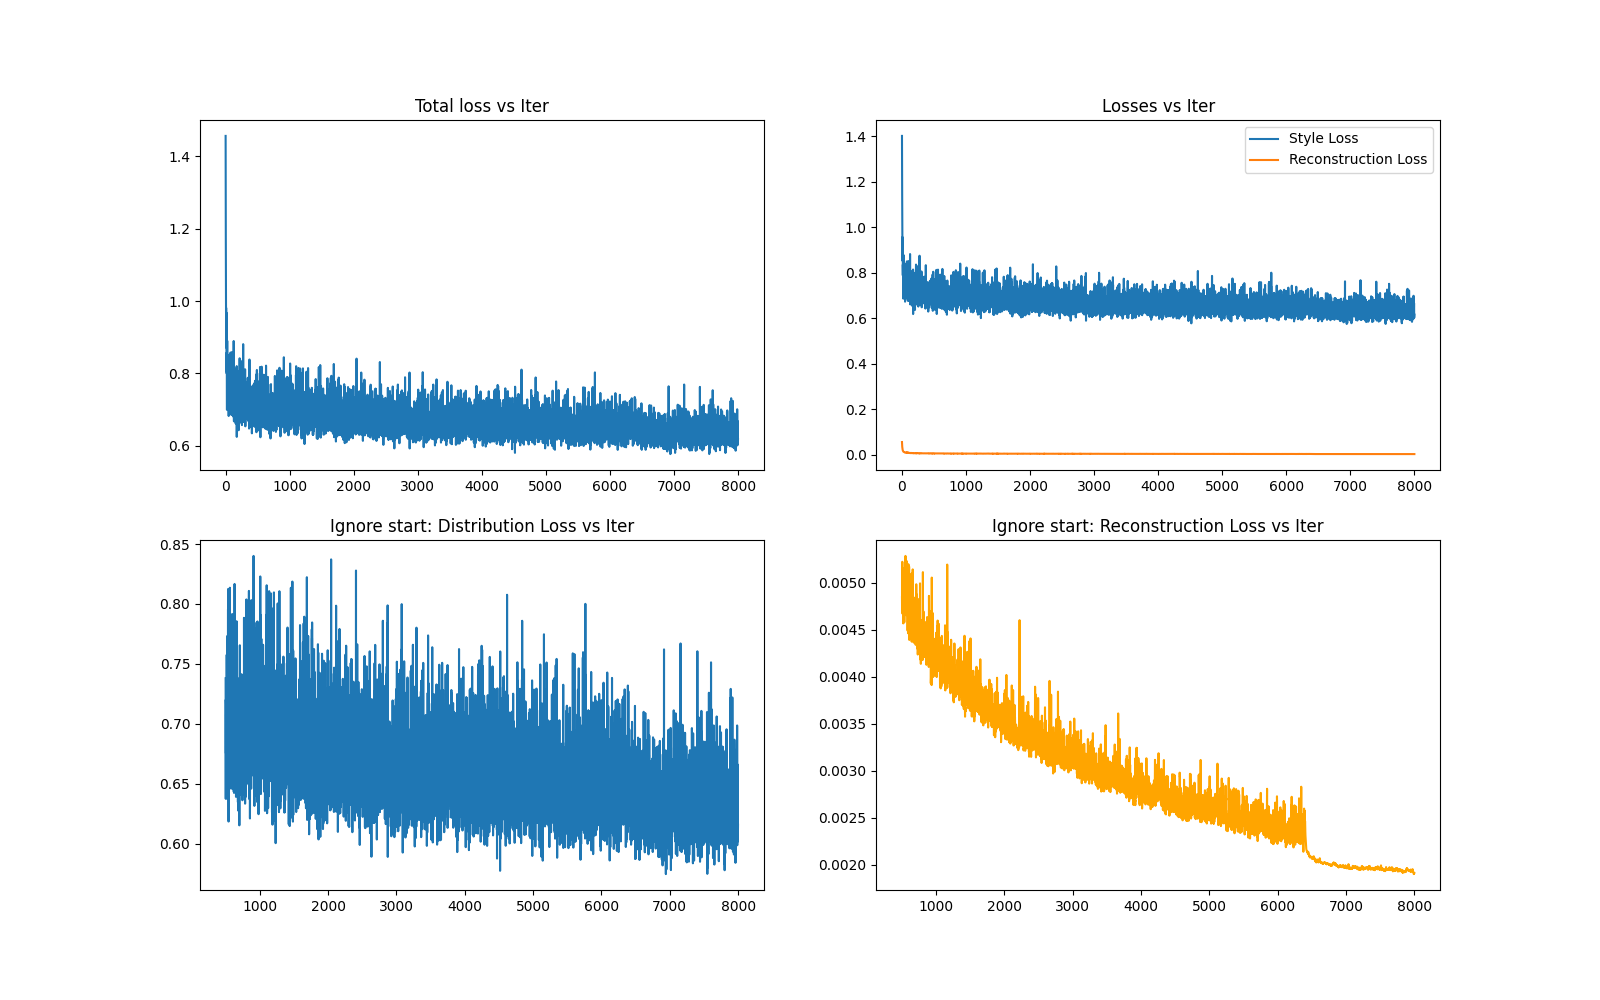 Total loss vs Iter
1.4
1.2
1.0
0.8
0.6
0 1000 2000 3000 4000 5000 6000 7000 8000
Losses vs Iter
Style Loss
Reconstruction Loss
1.4
1.2
1.0
0.8
0.6
0.4
0.2
0.0
0 1000 2000 3000 4000 5000 6000 7000 8000
Ignore start: Distribution Loss vs Iter
0.85
0.80
0.75
0.70
0.65
0.60
1000 2000 3000 4000 5000 6000 7000 8000
Ignore start: Reconstruction Loss vs Iter
0.0050
0.0045
0.0040
0.0035
0.0030
0.0025
0.0020
1000 2000 3000 4000 5000 6000 7000 8000